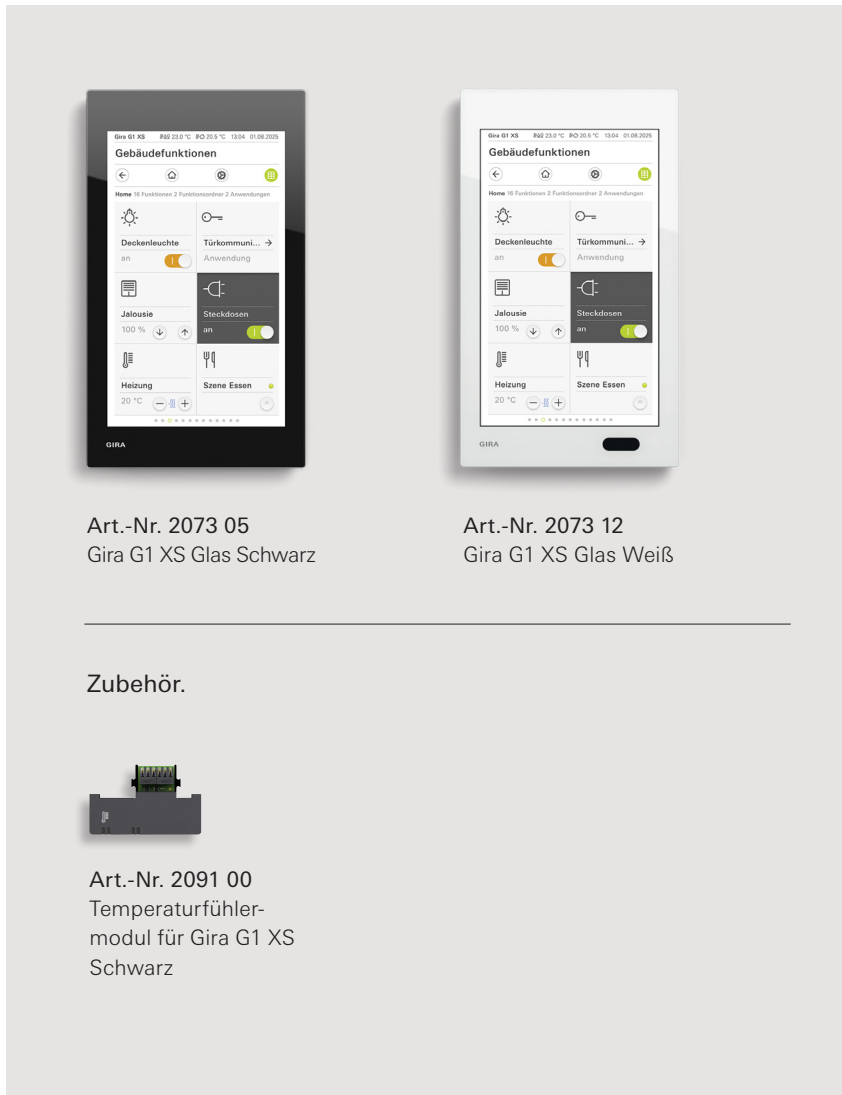 Gira G1 XS 23.0 °C 20.5 °C 13:04 01.08.2025
Gebäudefunktionen
Home 16 Funktionen 2 Funktionsordner 2 Anwendungen
Deckenleuchte
an
Türkommuni...
Anwendung
Jalousie
100 %
Steckdosen
an
Heizung
20 °C
Szene Essen
GIRA
Art.-Nr. 2073 05
Gira G1 XS Glas Schwarz
Gira G1 XS 23.0 °C 20.5 °C 13:04 01.08.2025
Gebäudefunktionen
Home 16 Funktionen 2 Funktionsordner 2 Anwendungen
Deckenleuchte
an
Türkommuni...
Anwendung
Jalousie
100 %
Steckdosen
an
Heizung
20 °C
Szene Essen
GIRA
Art.-Nr. 2073 12
Gira G1 XS Glas Weiß
Zubehör.
Art.-Nr. 2091 00
Temperaturfühler-
modul für Gira G1 XS
Schwarz